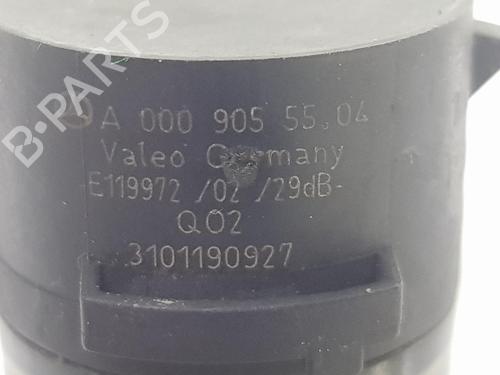 B-PARTS
A 000 905 55.04
Valeo Germany
E119972 /02 /29dB-
Q02
3101190927